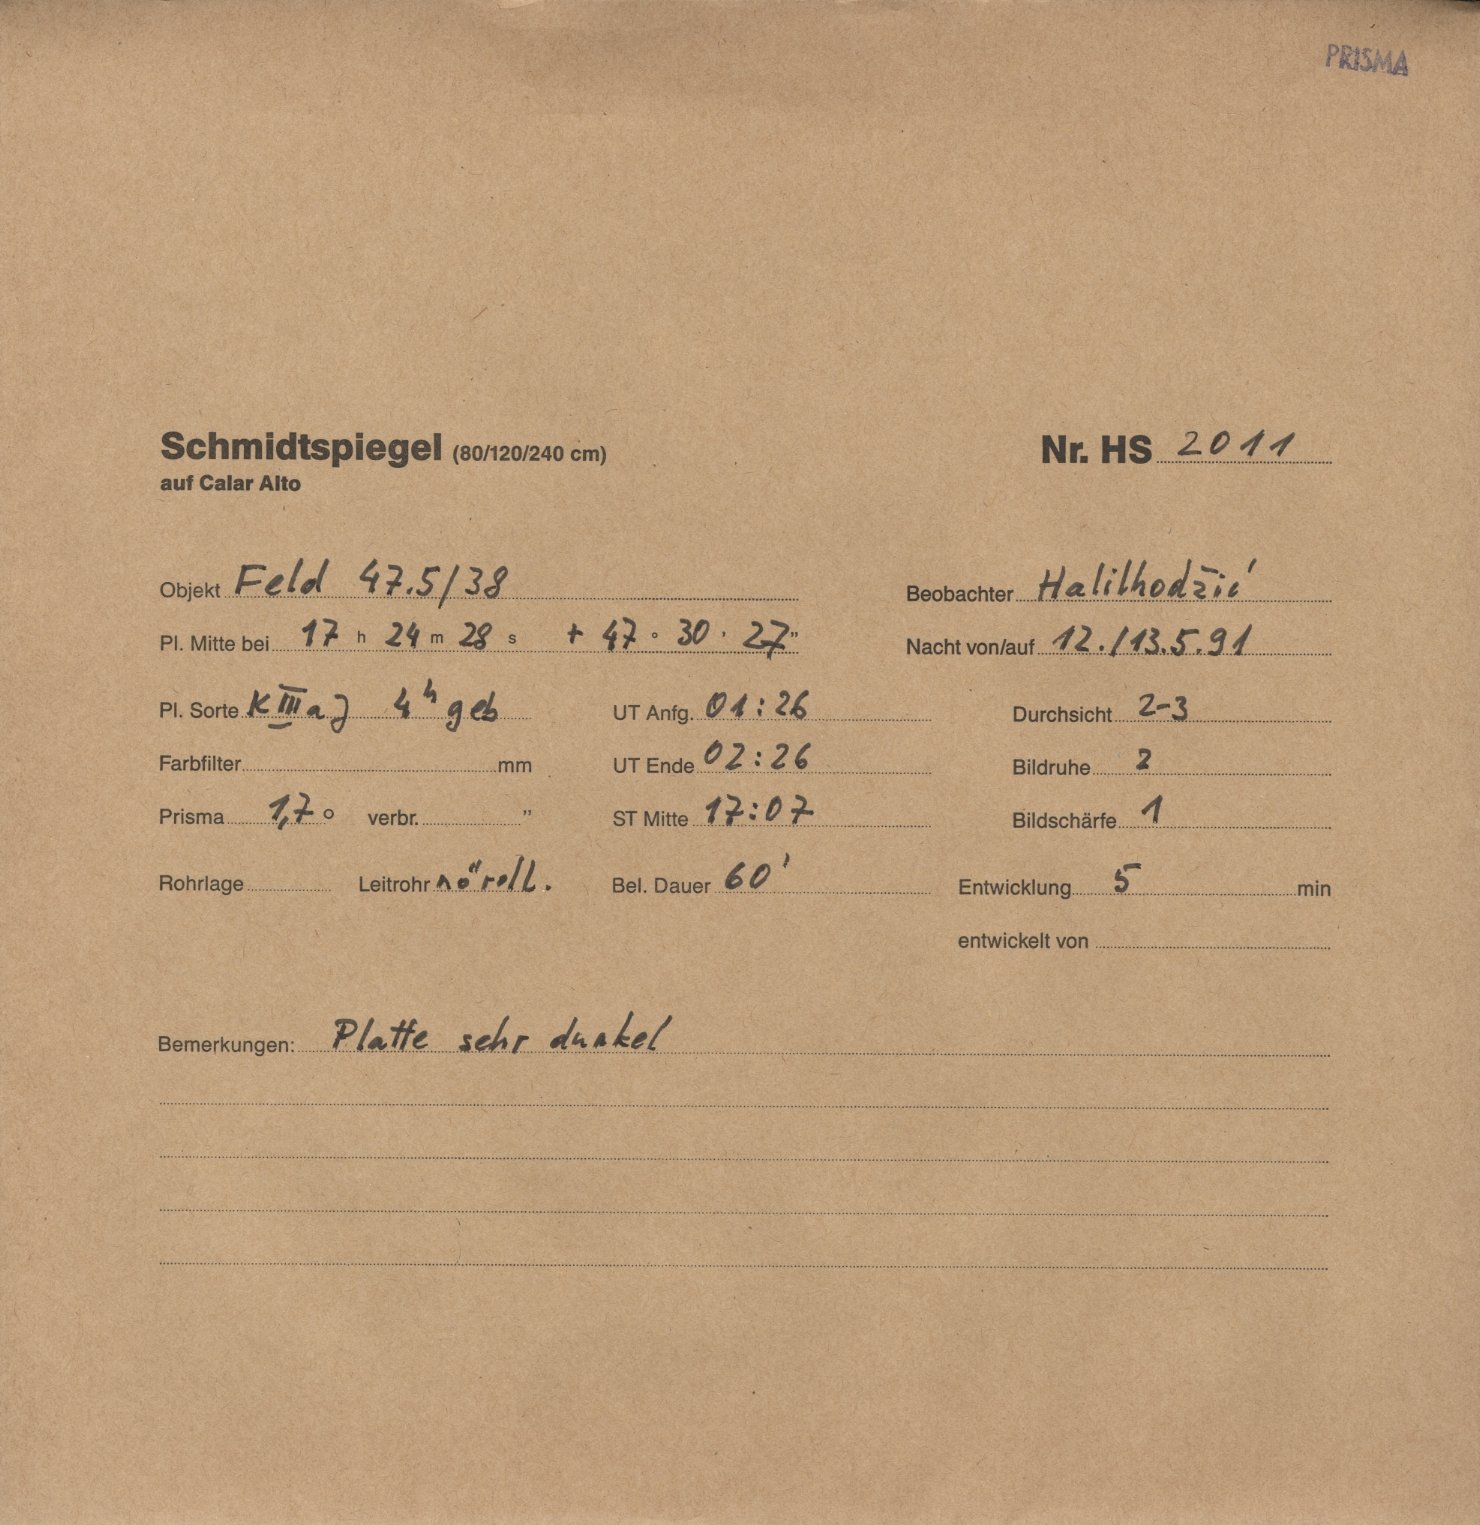 PRISMA
Schmidtspiegel (80/120/240 cm) Nr. HS 2011
auf Calar Alto
Objekt Feld 47.5/38 Beobachter Halilhodžić
Pl. Mitte bei 17 h 24 m 28 s + 47 ° 30 ' 27 " Nacht von/auf 12./13.5.91
Pl. Sorte K III a J 4h geb UT Anfg. 01:26 Durchsicht 2-3
Farbfilter mm UT Ende 02:26 Bildruhe 2
Prisma 1,7° verbr. " ST Mitte 17:07 Bildschärfe 1
Rohrlage Leitrohr nördl. Bel. Dauer 60' Entwicklung 5 min
entwickelt von
Bemerkungen: Platte sehr dunkel